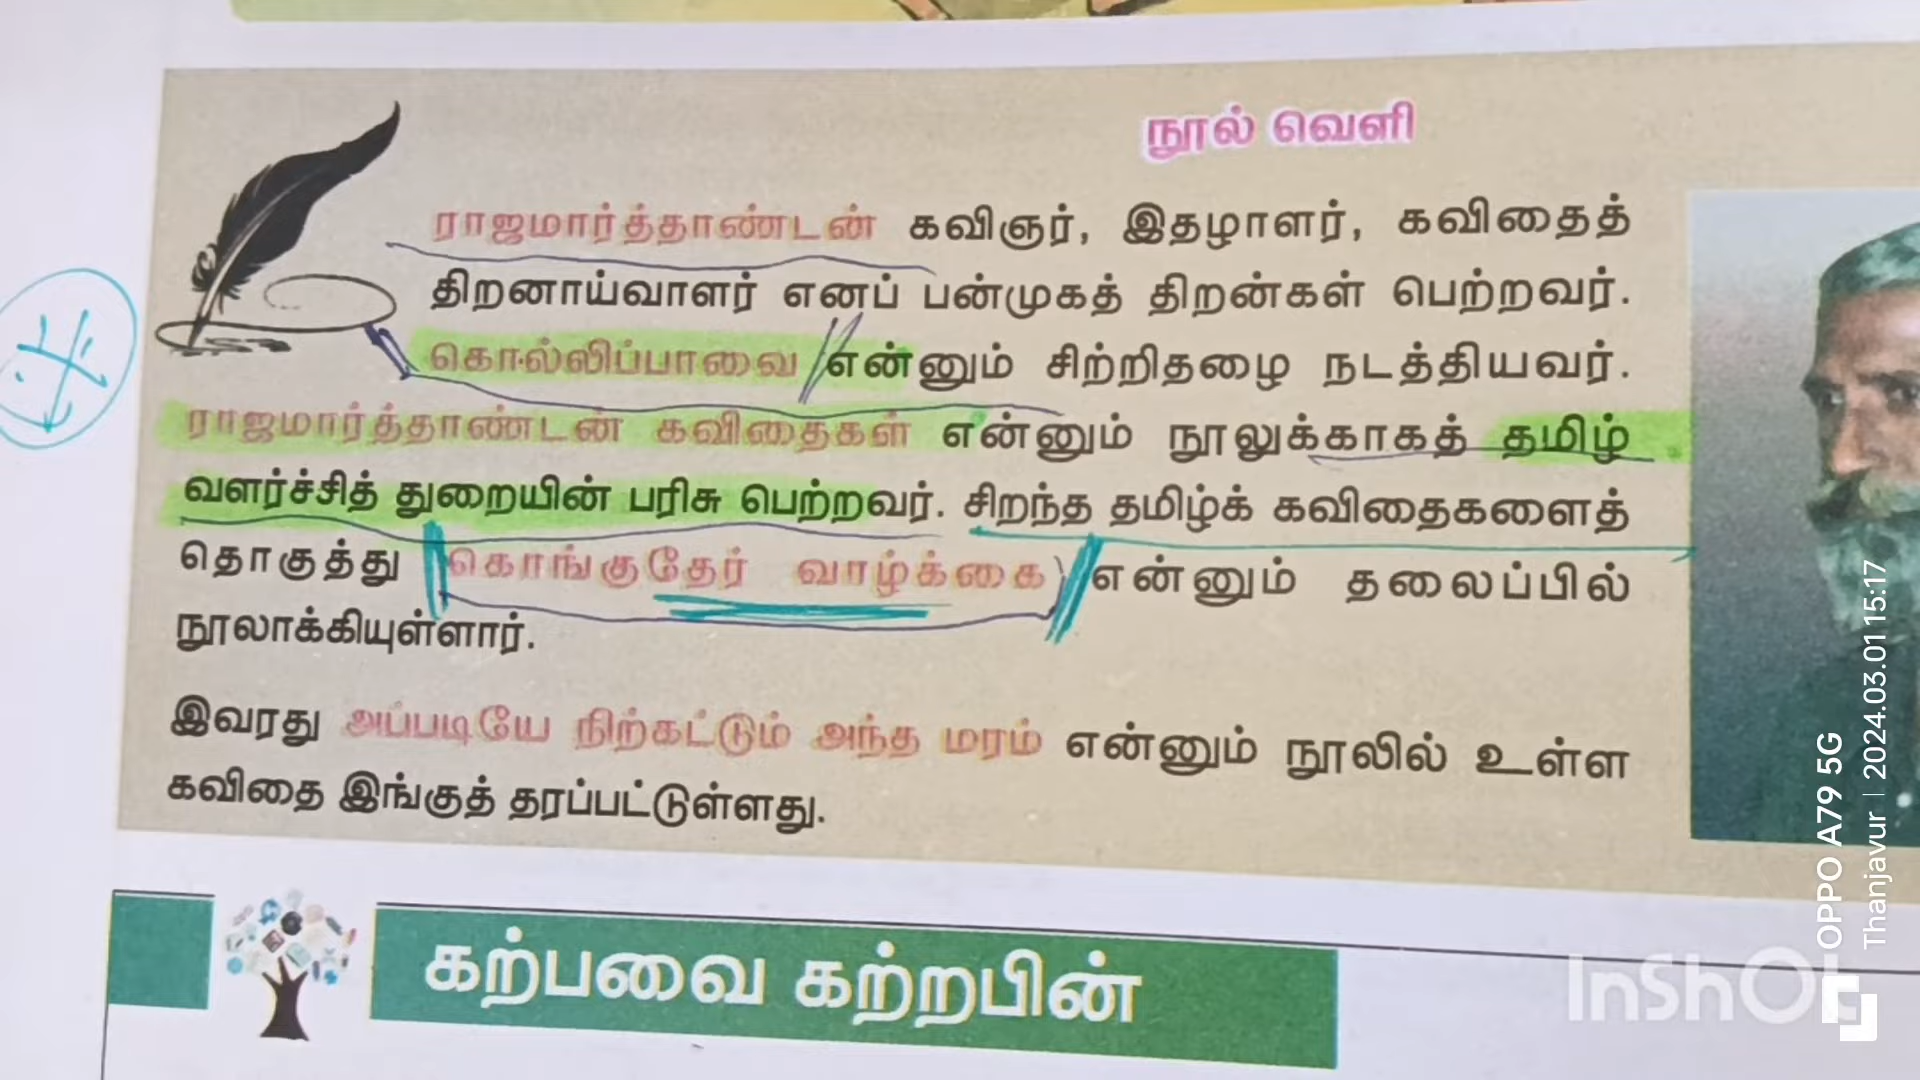 நூல் வெளி
ராஜமார்த்தாண்டன் கவிஞர், இதழாளர், கவிதைத்
திறனாய்வாளர் எனப் பன்முகத் திறன்கள் பெற்றவர்.
கொல்லிப்பாவை என்னும் சிற்றிதழை நடத்தியவர்.
ராஜமார்த்தாண்டன் கவிதைகள் என்னும் நூலுக்காகத் தமிழ்
வளர்ச்சித் துறையின் பரிசு பெற்றவர். சிறந்த தமிழ்க் கவிதைகளைத்
தொகுத்து கொங்குதேர் வாழ்க்கை என்னும் தலைப்பில்
நூலாக்கியுள்ளார்.
இவரது அப்படியே நிற்கட்டும் அந்த மரம் என்னும் நூலில் உள்ள
கவிதை இங்குத் தரப்பட்டுள்ளது.
கற்பவை கற்றபின்
OPPO A79 5G
Thanjavur | 2024.03.01 15:17